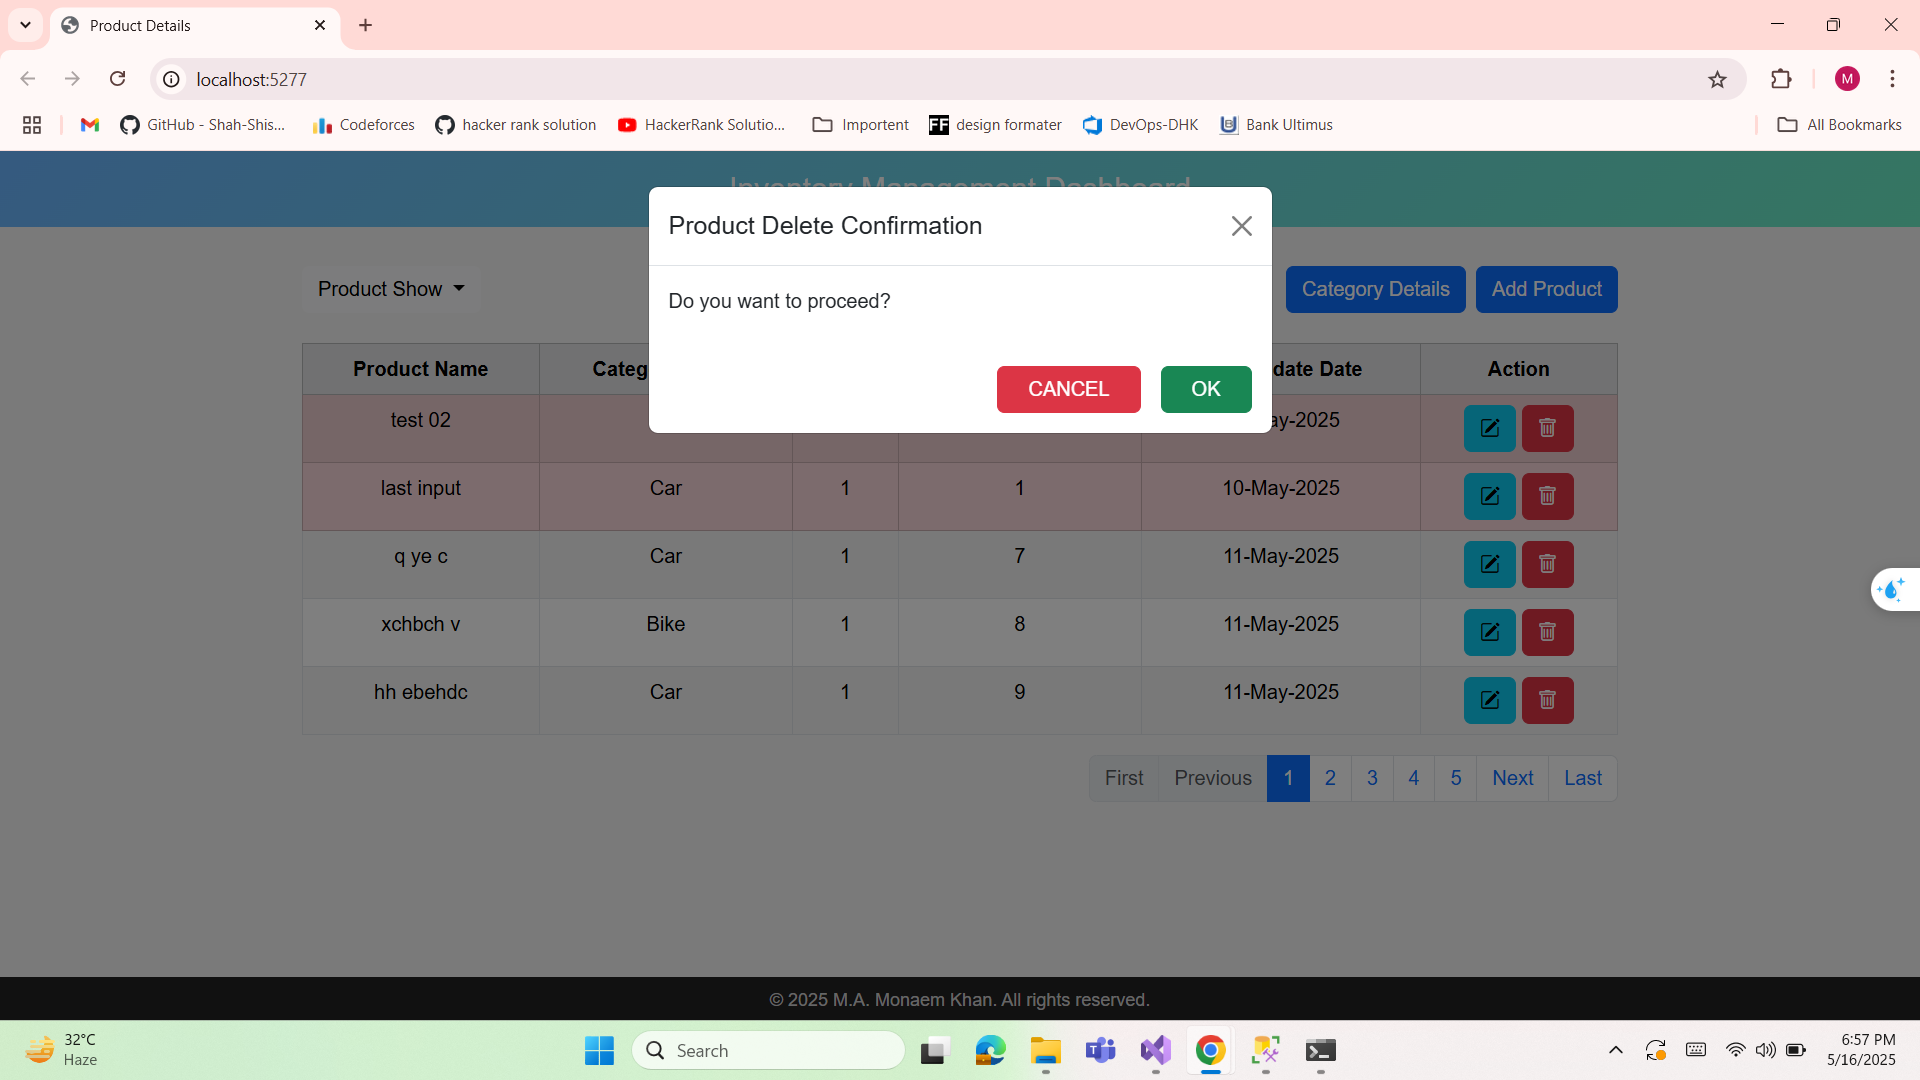 Product Details
localhost:5277
M
GitHub - Shah-Shis...
Codeforces
hacker rank solution
HackerRank Solutio...
Importent
FF
design formater
DevOps-DHK
Bank Ultimus
All Bookmarks
Inventory Management Dashboard
Product Delete Confirmation
Do you want to proceed?
CANCEL
OK
Product Show
Category Details
Add Product
Product Name Categ date Date Action
test 02 ay-2025
last input Car 1 1 10-May-2025
q ye c Car 1 7 11-May-2025
xchbch v Bike 1 8 11-May-2025
hh ebehdc Car 1 9 11-May-2025
First Previous 1 2 3 4 5 Next Last
© 2025 M.A. Monaem Khan. All rights reserved.
32°C
Haze
Search
6:57 PM
5/16/2025